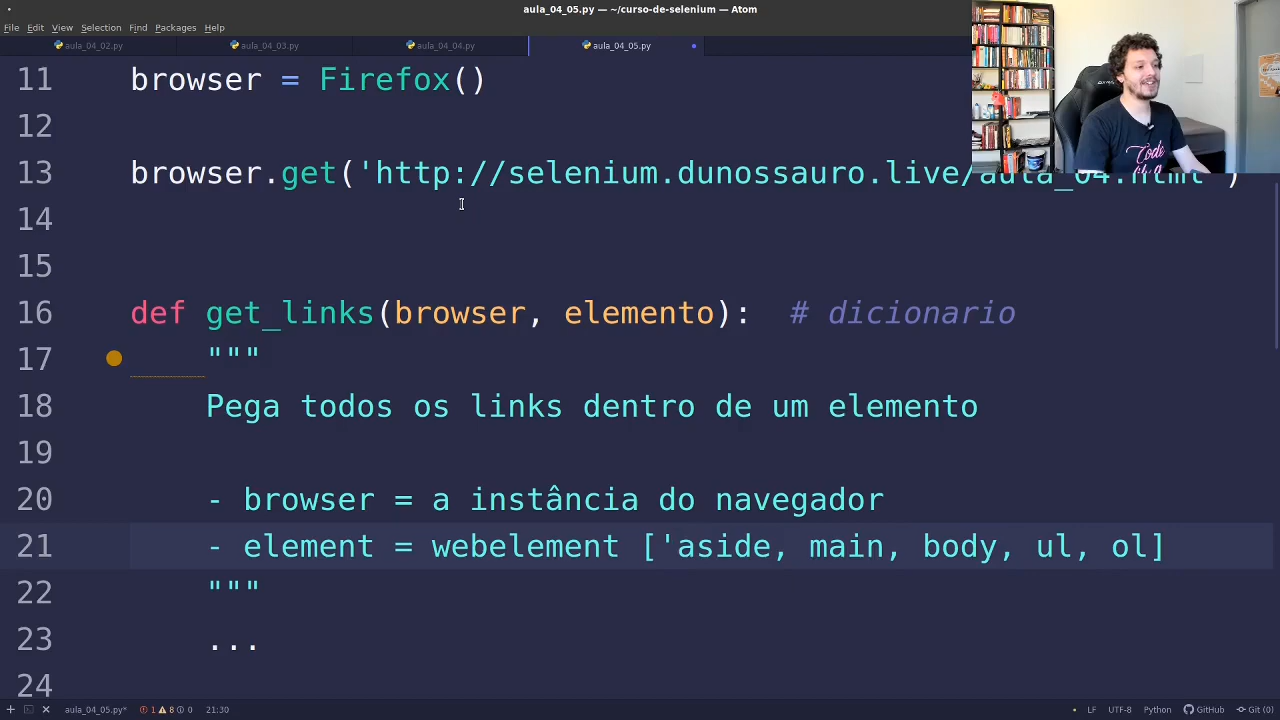 aula_04_05.py — ~/curso-de-selenium — Atom
File Edit View Selection Find Packages Help
aula_04_02.py aula_04_03.py aula_04_04.py aula_04_05.py
11 browser = Firefox()
12
13 browser.get('http://selenium.dunossauro.live/aula_04.html')
14
15
16 def get_links(browser, elemento):  # dicionario
17 """
18 Pega todos os links dentro de um elemento
19
20 - browser = a instância do navegador
21 - element = webelement ['aside, main, body, ul, ol]
22 """
23 ...
24
aula_04_05.py* 1 8 0 21:30 LF UTF-8 Python GitHub Git (0)
Code